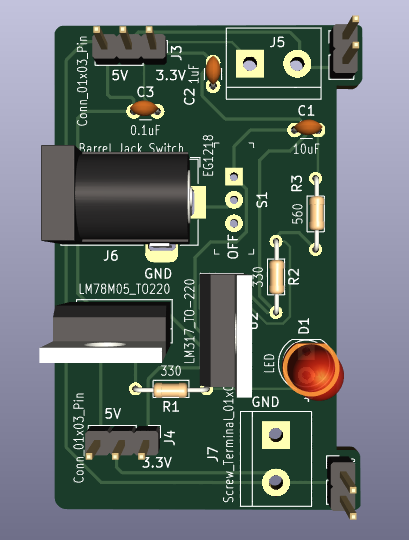 J3
J5
5V
3.3V
Conn_01x03_Pin
C3
C2
1uF
0.1uF
C1
10uF
Barrel_Jack_Switch
EG1218
S1
R3
560
J6
GND
OFF
LM78M05_TO220
LM317_TO-220
330
R2
D1
LED
330
R1
GND
5V
J4
3.3V
Conn_01x03_Pin
J7
Screw_Terminal_01x0